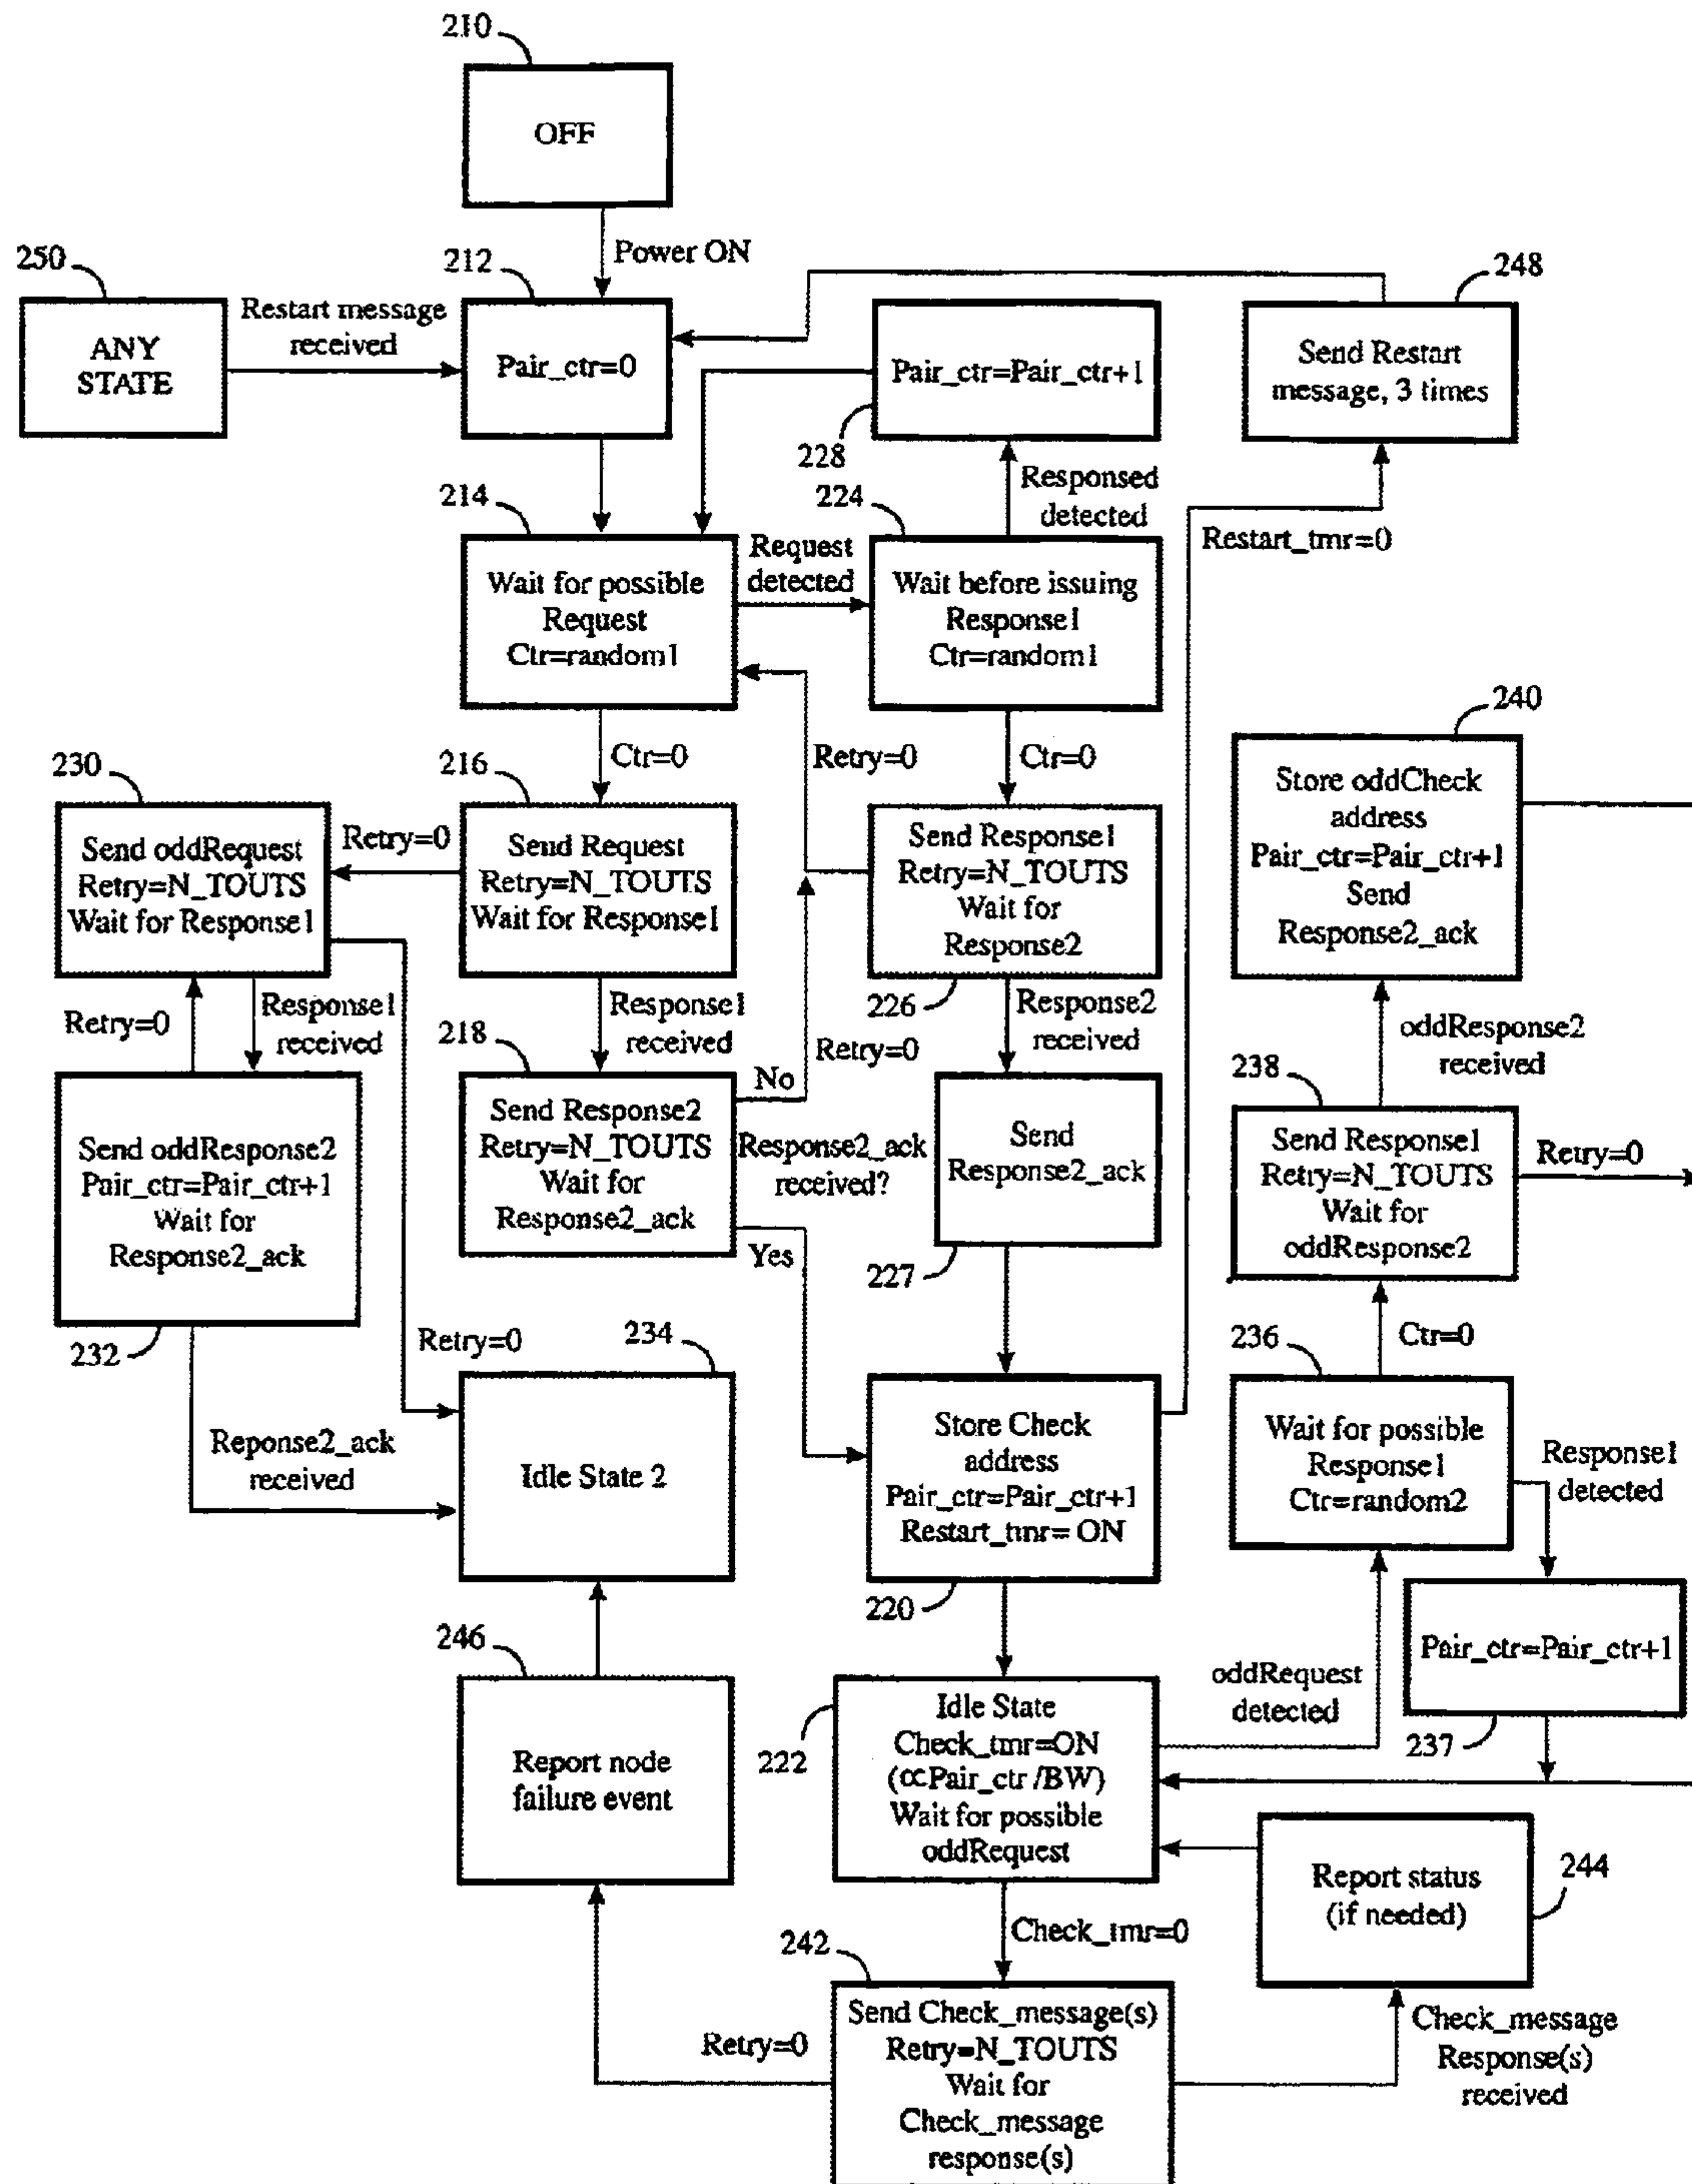 210
OFF
Power ON
250
ANY
STATE
Restart message
received
212
Pair_ctr=0
Pair_ctr=Pair_ctr+1
228
248
Send Restart
message, 3 times
Responsed
detected
Restart_tmr=0
214
Wait for possible
Request
Ctr=random1
Request
detected
224
Wait before issuing
Response1
Ctr=random1
Ctr=0
Retry=0
Ctr=0
230
Send oddRequest
Retry=N_TOUTS
Wait for Response1
Retry=0
216
Send Request
Retry=N_TOUTS
Wait for Response1
Send Response1
Retry=N_TOUTS
Wait for
Response2
226
240
Store oddCheck
address
Pair_ctr=Pair_ctr+1
Send
Response2_ack
Retry=0
Response1
received
Response1
received
Retry=0
Response2
received
oddResponse2
received
Send oddResponse2
Pair_ctr=Pair_ctr+1
Wait for
Response2_ack
232
218
Send Response2
Retry=N_TOUTS
Wait for
Response2_ack
No
Response2_ack
received?
Yes
Send
Response2_ack
227
238
Send Response1
Retry=N_TOUTS
Wait for
oddResponse2
Retry=0
Ctr=0
Retry=0
Reponse2_ack
received
234
Idle State 2
Store Check
address
Pair_ctr=Pair_ctr+1
Restart_tmr= ON
220
236
Wait for possible
Response1
Ctr=random2
Response1
detected
Pair_ctr=Pair_ctr+1
237
246
Report node
failure event
222
Idle State
Check_tmr=ON
(∝Pair_ctr /BW)
Wait for possible
oddRequest
oddRequest
detected
Report status
(if needed)
244
Check_tmr=0
242
Send Check_message(s)
Retry=N_TOUTS
Wait for
Check_message
response(s)
Retry=0
Check_message
Response(s)
received